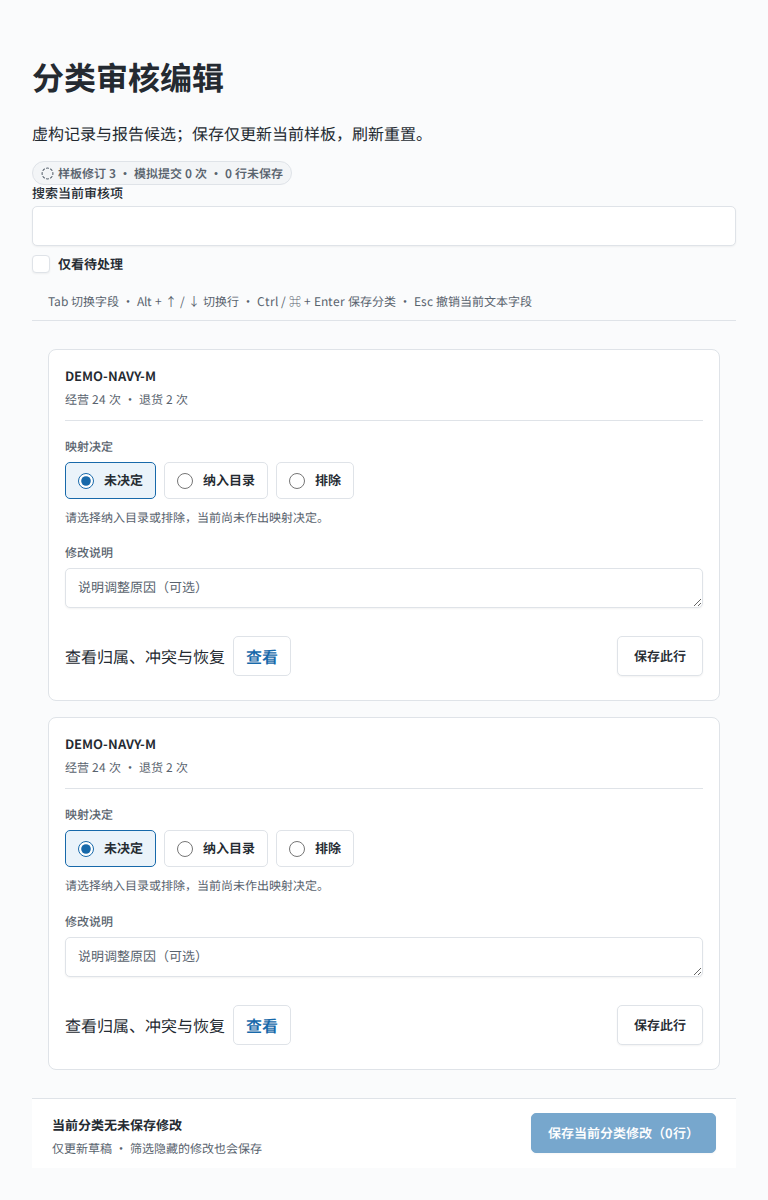 分类审核编辑
虚构记录与报告候选；保存仅更新当前样板，刷新重置。
样板修订 3 • 模拟提交 0 次 • 0 行未保存
搜索当前审核项
仅看待处理
Tab 切换字段 • Alt + ↑ / ↓ 切换行 • Ctrl / ⌘ + Enter 保存分类 • Esc 撤销当前文本字段
DEMO-NAVY-M
经营 24 次 • 退货 2 次
映射决定
未决定 纳入目录 排除
请选择纳入目录或排除，当前尚未作出映射决定。
修改说明
说明调整原因（可选）
查看归属、冲突与恢复 查看 保存此行
DEMO-NAVY-M
经营 24 次 • 退货 2 次
映射决定
未决定 纳入目录 排除
请选择纳入目录或排除，当前尚未作出映射决定。
修改说明
说明调整原因（可选）
查看归属、冲突与恢复 查看 保存此行
当前分类无未保存修改
仅更新草稿 • 筛选隐藏的修改也会保存
保存当前分类修改（0行）